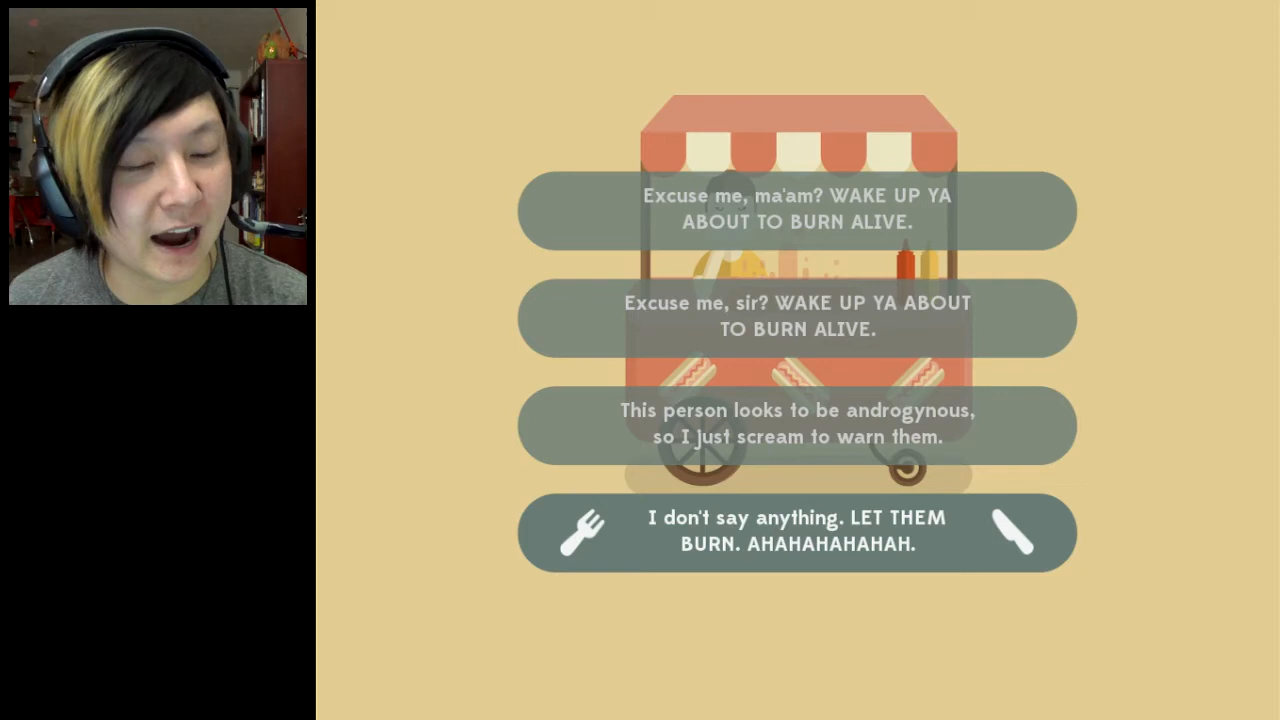 Excuse me, ma'am? WAKE UP YA
ABOUT TO BURN ALIVE.
Excuse me, sir? WAKE UP YA ABOUT
TO BURN ALIVE.
This person looks to be androgynous,
so I just scream to warn them.
I don't say anything. LET THEM
BURN. AHAHAHAHAHAH.